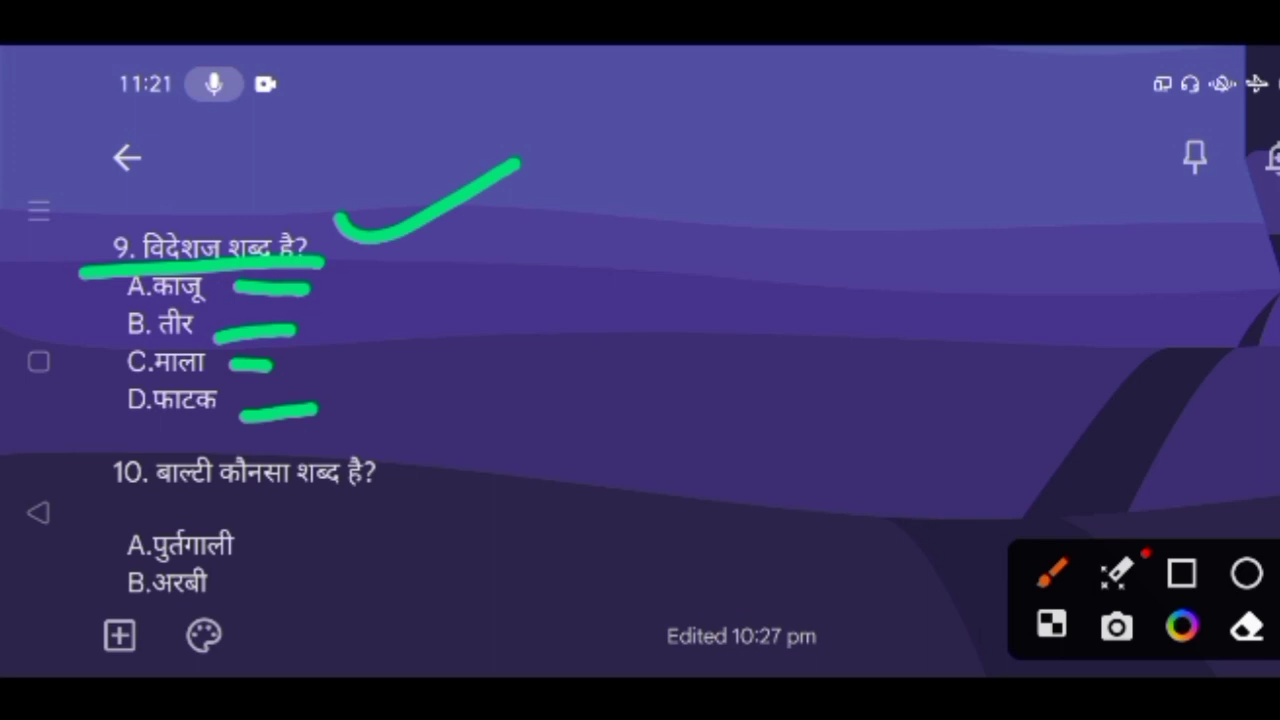 11:21
9. विदेशज शब्द है?
A.काजू
B. तीर
C.माला
D.फाटक
10. बाल्टी कौनसा शब्द है?
A.पुर्तगाली
B.अरबी
Edited 10:27 pm